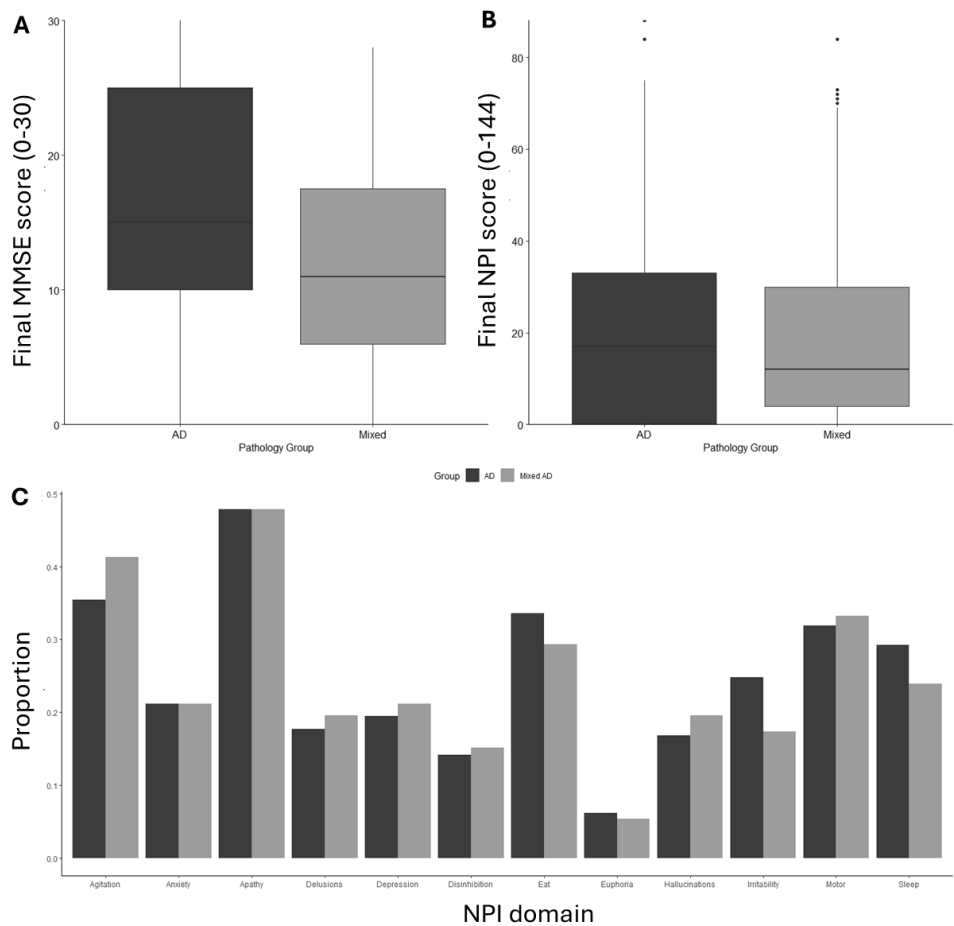 A
Final MMSE score (0-30)
30
20
10
0
AD
Mixed
Pathology Group
B
Final NPI score (0-144)
80
60
40
20
0
AD
Mixed
Pathology Group
Group AD Mixed AD
C
Proportion
0.5
0.4
0.3
0.2
0.1
0.0
Agitation
Anxiety
Apathy
Delusions
Depression
Disinhibition
Eat
Euphoria
Hallucinations
Irritability
Motor
Sleep
NPI domain